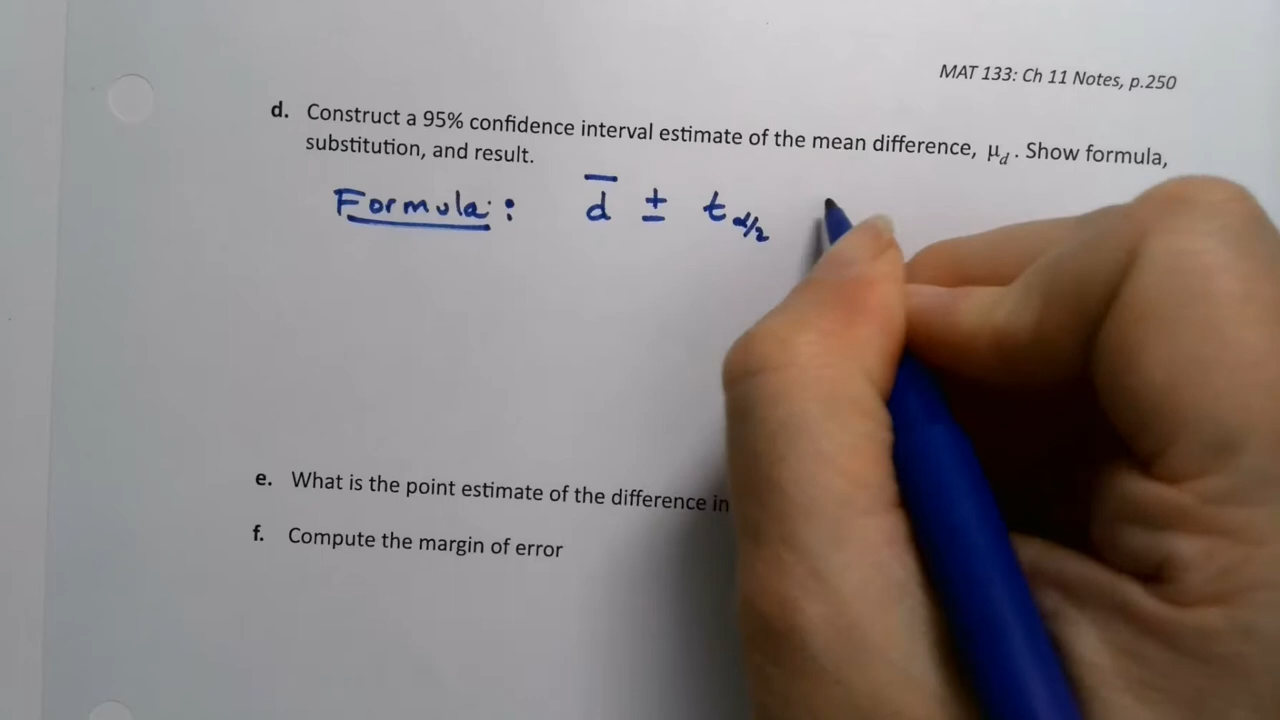 MAT 133: Ch 11 Notes, p.250
d. Construct a 95% confidence interval estimate of the mean difference, μ_d . Show formula,
substitution, and result.
Formula: d̄ ± t_α/2
e. What is the point estimate of the difference in
f. Compute the margin of error